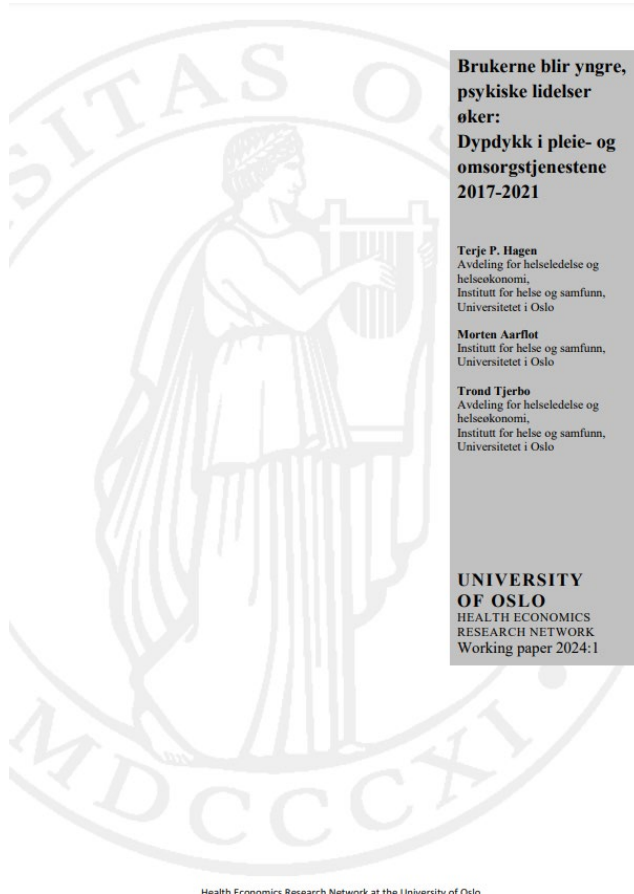 Brukerne blir yngre,
psykiske lidelser
øker:
Dypdykk i pleie- og
omsorgstjenestene
2017-2021
Terje P. Hagen
Avdeling for helseledelse og
helseøkonomi,
Institutt for helse og samfunn,
Universitetet i Oslo
Morten Aarflot
Institutt for helse og samfunn,
Universitetet i Oslo
Trond Tjerbo
Avdeling for helseledelse og
helseøkonomi,
Institutt for helse og samfunn,
Universitetet i Oslo
UNIVERSITY
OF OSLO
HEALTH ECONOMICS
RESEARCH NETWORK
Working paper 2024:1
SITAS O
MDCCCXI
Health Economics Research Network at the University of Oslo